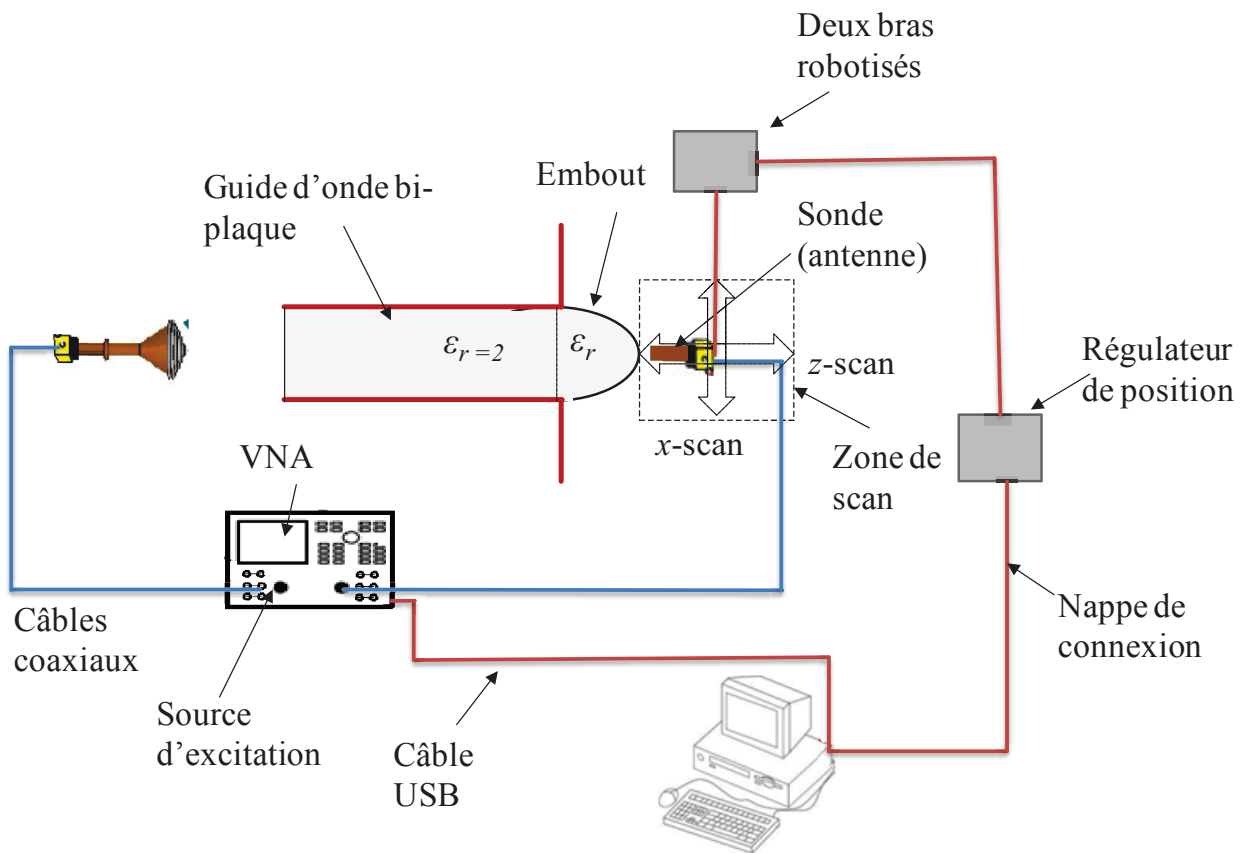 Deux bras
robotisés
Guide d'onde bi-
plaque
Embout
Sonde
(antenne)
εr =2
εr
z-scan
x-scan
Régulateur
de position
Zone de
scan
VNA
Câbles
coaxiaux
Source
d'excitation
Câble
USB
Nappe de
connexion